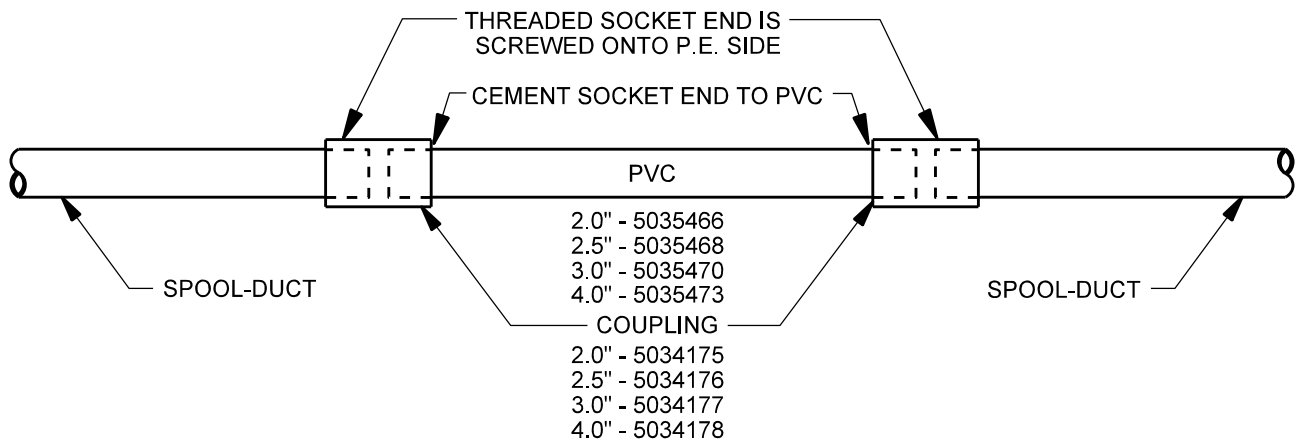 THREADED SOCKET END IS
SCREWED ONTO P.E. SIDE
CEMENT SOCKET END TO PVC
PVC
2.0" - 5035466
2.5" - 5035468
3.0" - 5035470
4.0" - 5035473
SPOOL-DUCT
SPOOL-DUCT
COUPLING
2.0" - 5034175
2.5" - 5034176
3.0" - 5034177
4.0" - 5034178